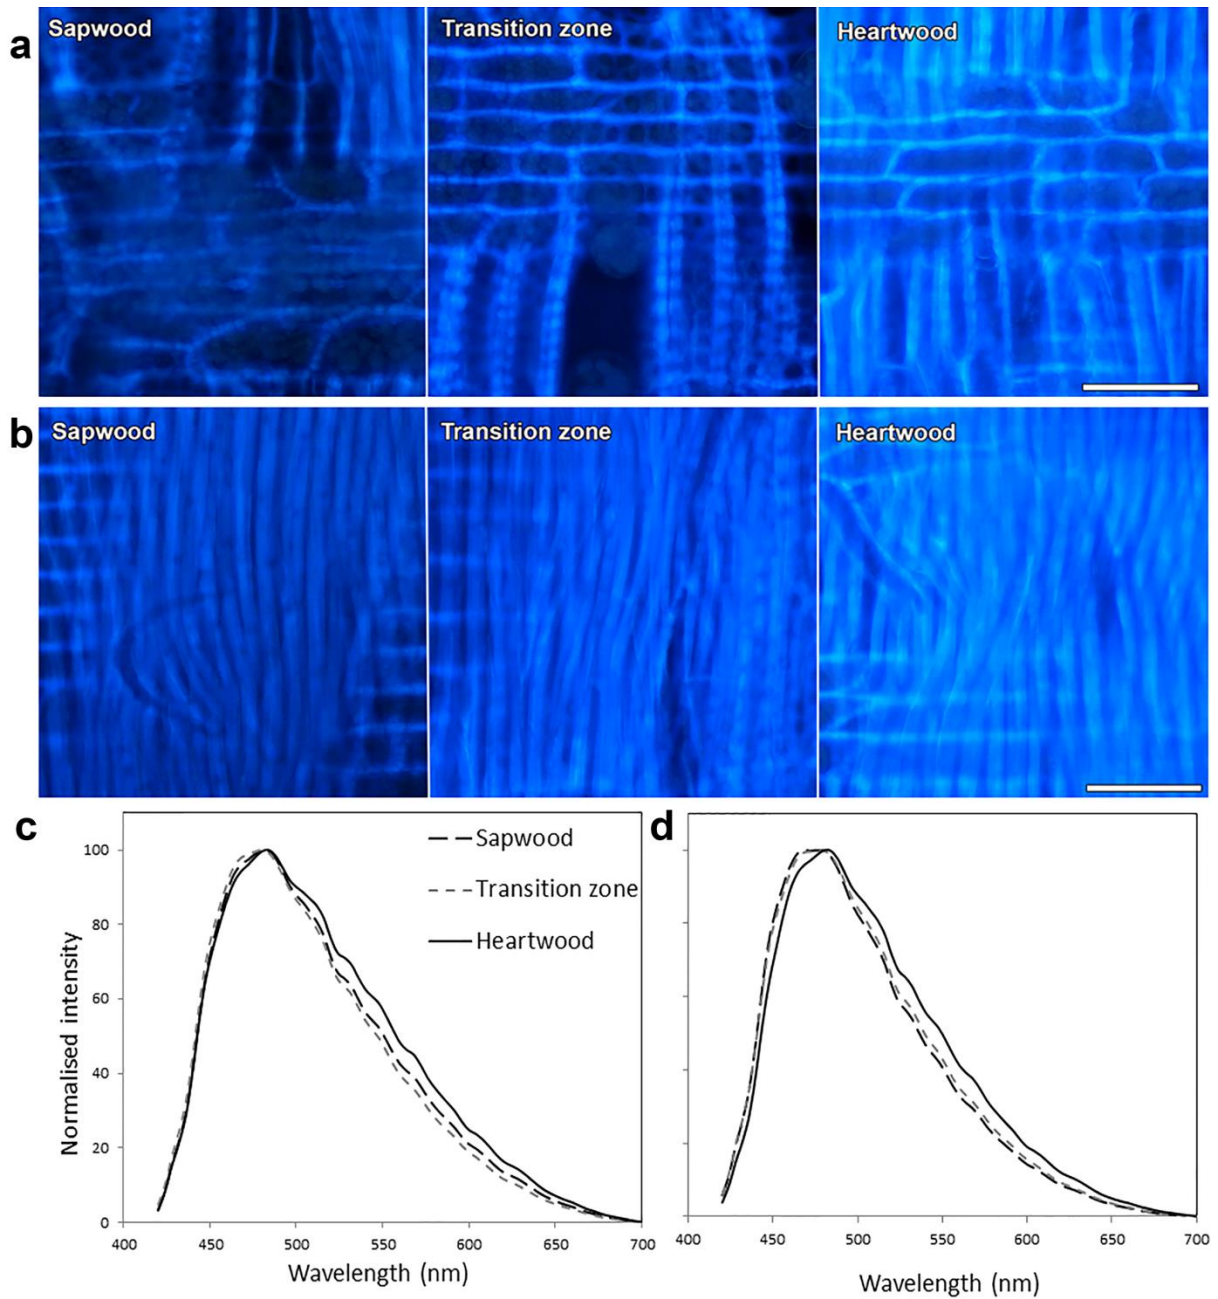 a
Sapwood
Transition zone
Heartwood
b
Sapwood
Transition zone
Heartwood
c
Normalised intensity
100
80
60
40
20
0
400
450
500
550
600
650
700
Wavelength (nm)
Sapwood
Transition zone
Heartwood
d
400
450
500
550
600
650
700
Wavelength (nm)